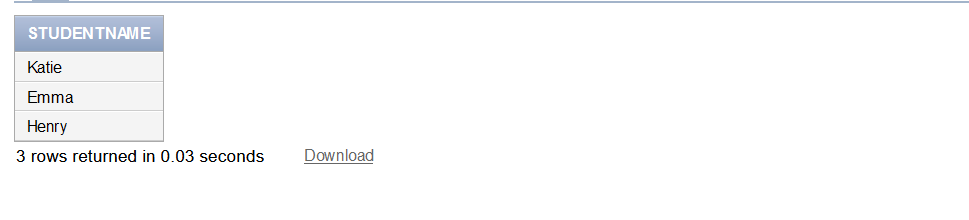 STUDENTNAME
Katie
Emma
Henry
3 rows returned in 0.03 seconds Download